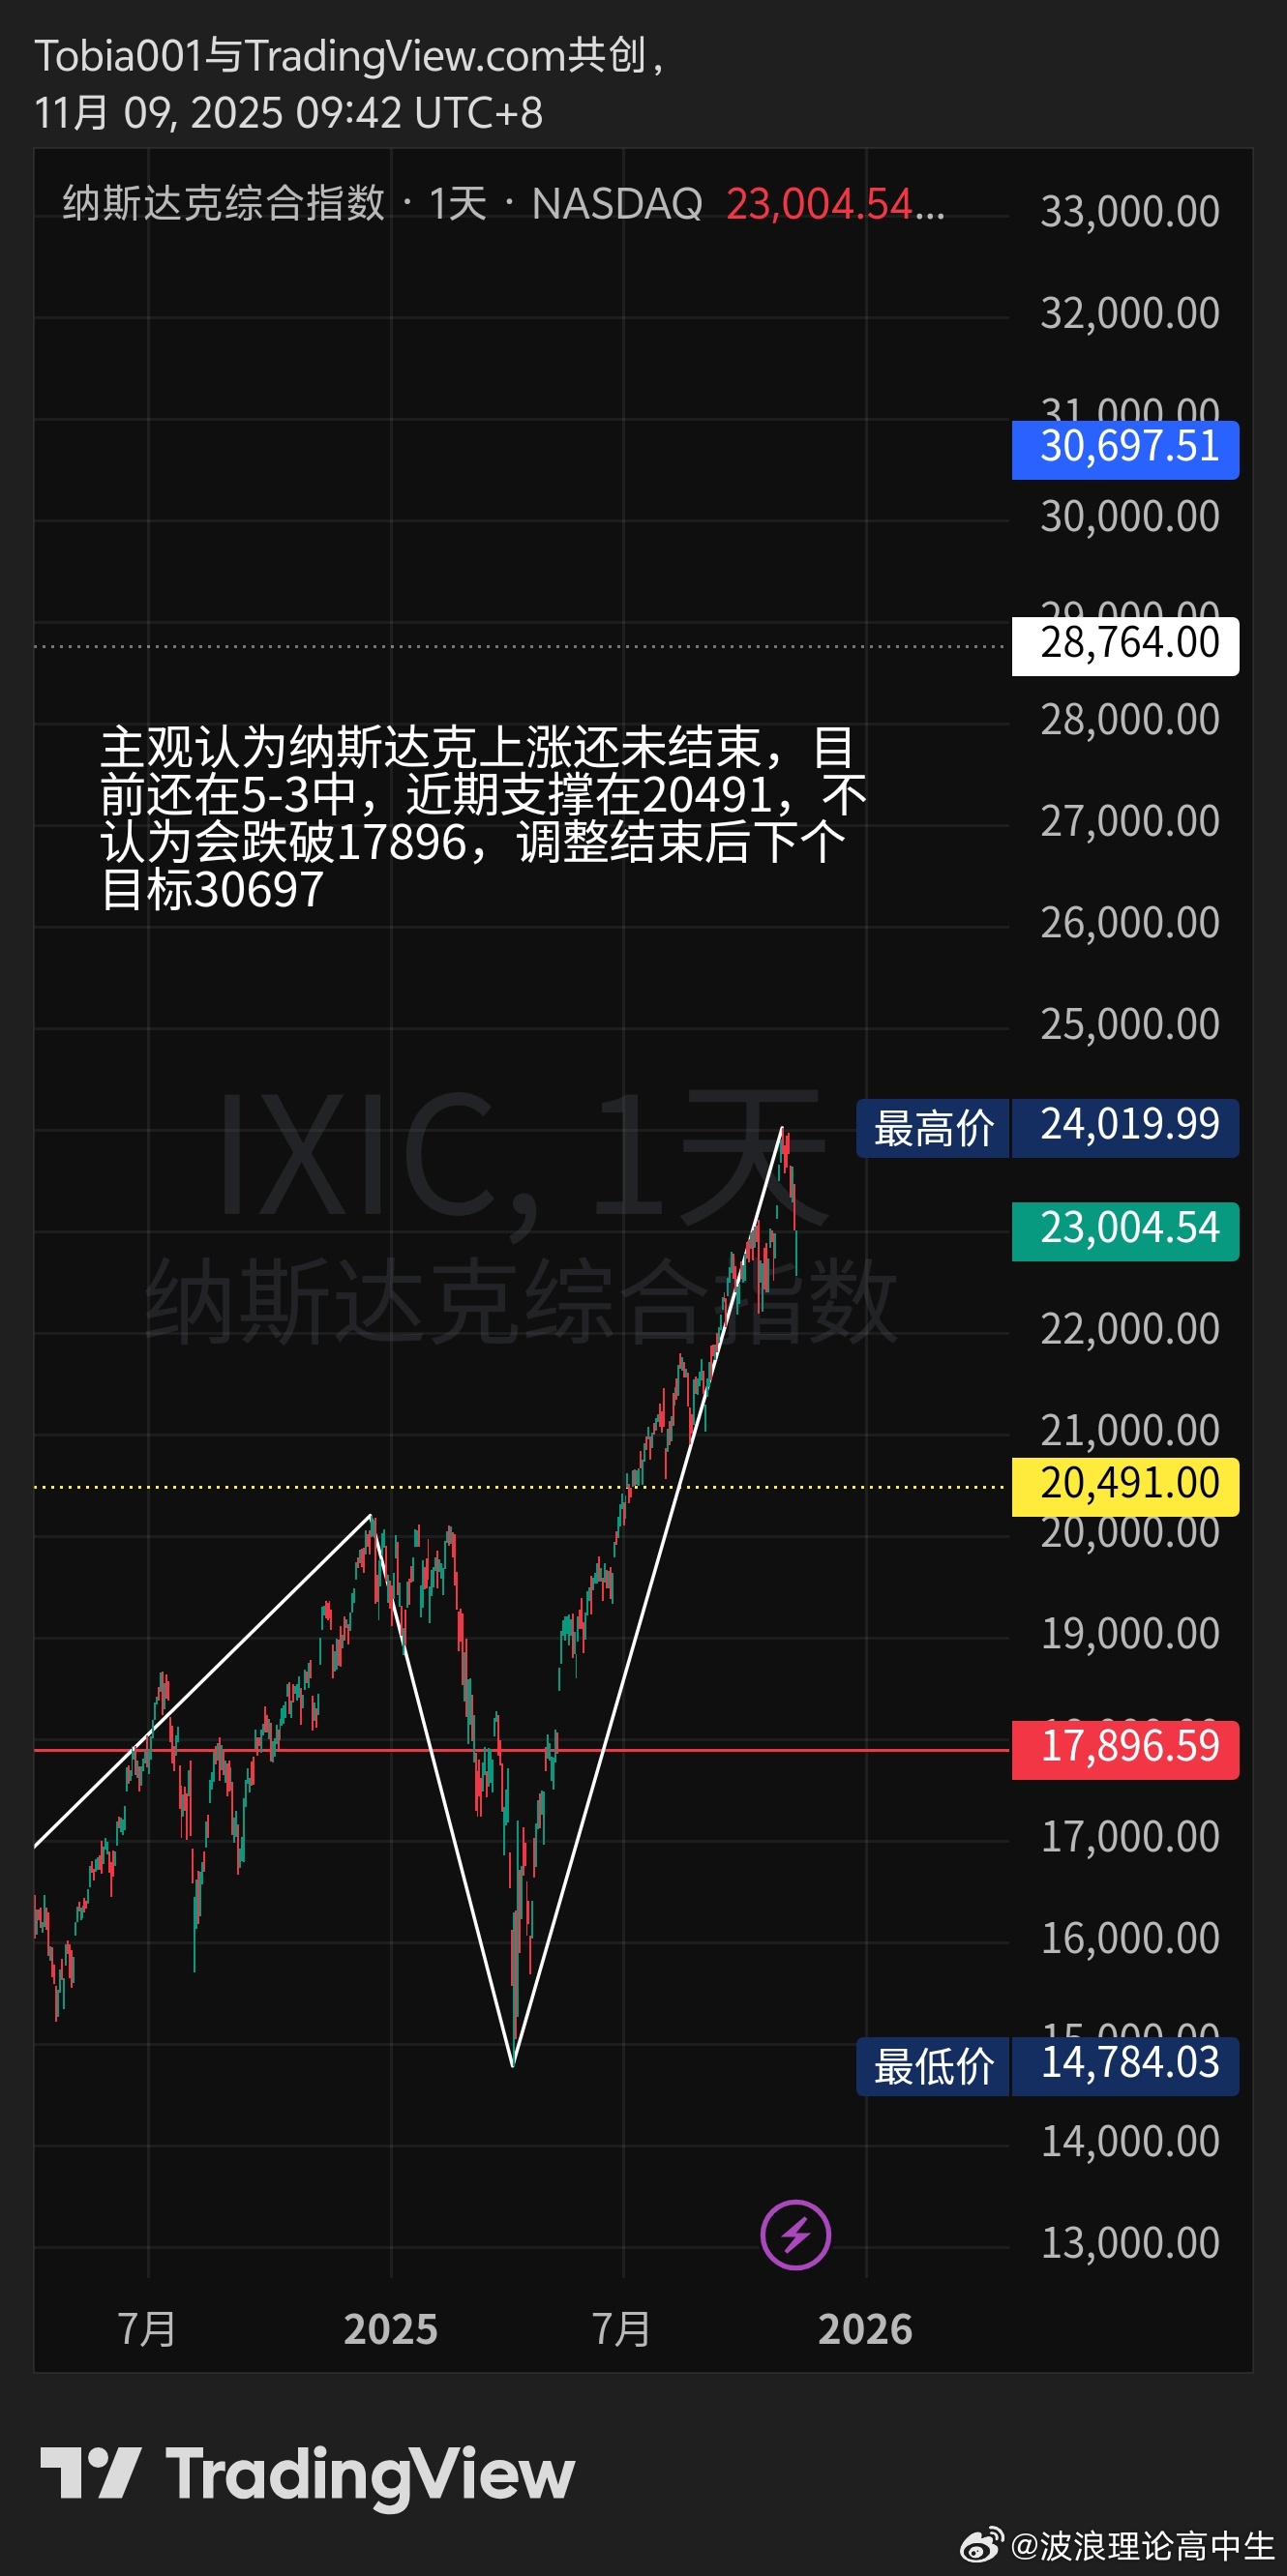 Tobia001与TradingView.com共创，
11月 09, 2025 09:42 UTC+8
纳斯达克综合指数 · 1天 · NASDAQ 23,004.54...
33,000.00
32,000.00
31,000.00
30,697.51
30,000.00
29,000.00
28,764.00
28,000.00
主观认为纳斯达克上涨还未结束，目
前还在5-3中，近期支撑在20491，不
认为会跌破17896，调整结束后下个
目标30697
27,000.00
26,000.00
25,000.00
IXIC, 1天
纳斯达克综合指数
最高价 24,019.99
23,004.54
22,000.00
21,000.00
20,491.00
20,000.00
19,000.00
17,896.59
17,000.00
16,000.00
15,000.00
最低价 14,784.03
14,000.00
13,000.00
7月 2025 7月 2026
TradingView
@波浪理论高中生